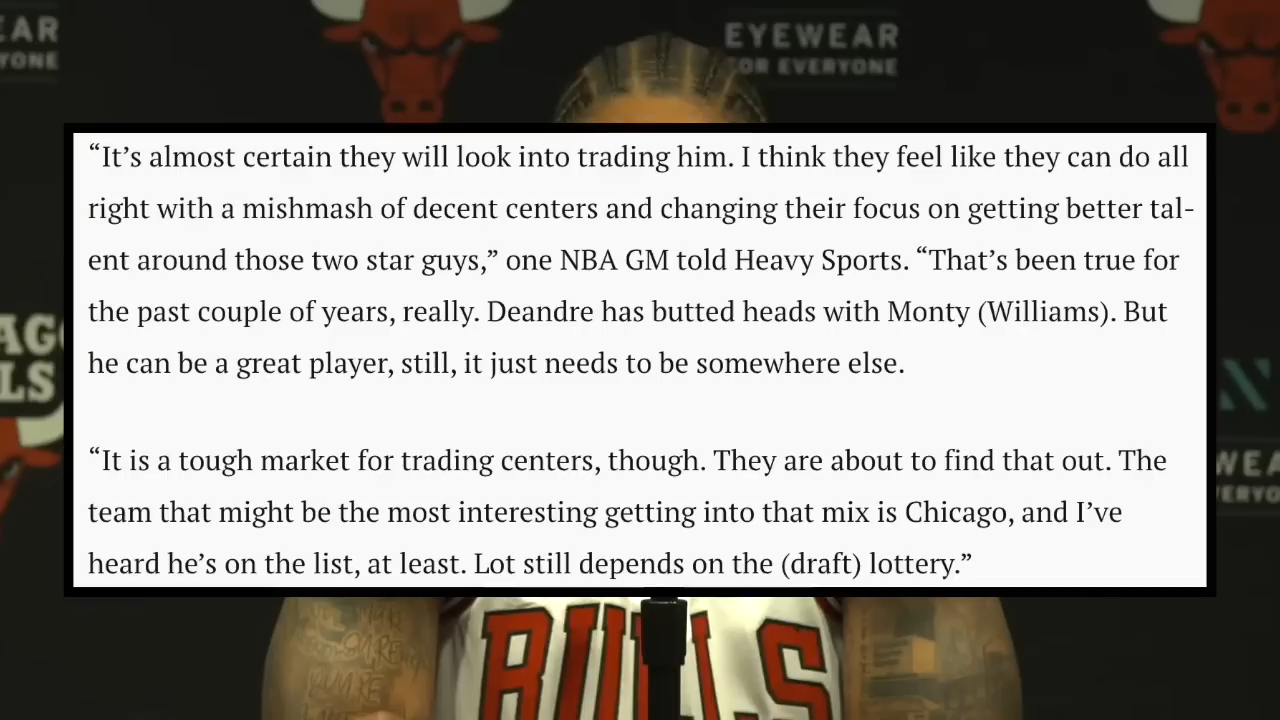 EAR
YONE
EYEWEAR
FOR EVERYONE
“It’s almost certain they will look into trading him. I think they feel like they can do all
right with a mishmash of decent centers and changing their focus on getting better tal-
ent around those two star guys,” one NBA GM told Heavy Sports. “That’s been true for
the past couple of years, really. Deandre has butted heads with Monty (Williams). But
he can be a great player, still, it just needs to be somewhere else.
“It is a tough market for trading centers, though. They are about to find that out. The
team that might be the most interesting getting into that mix is Chicago, and I’ve
heard he’s on the list, at least. Lot still depends on the (draft) lottery.”
AGO
LLS
WEA
VERYO
BULLS